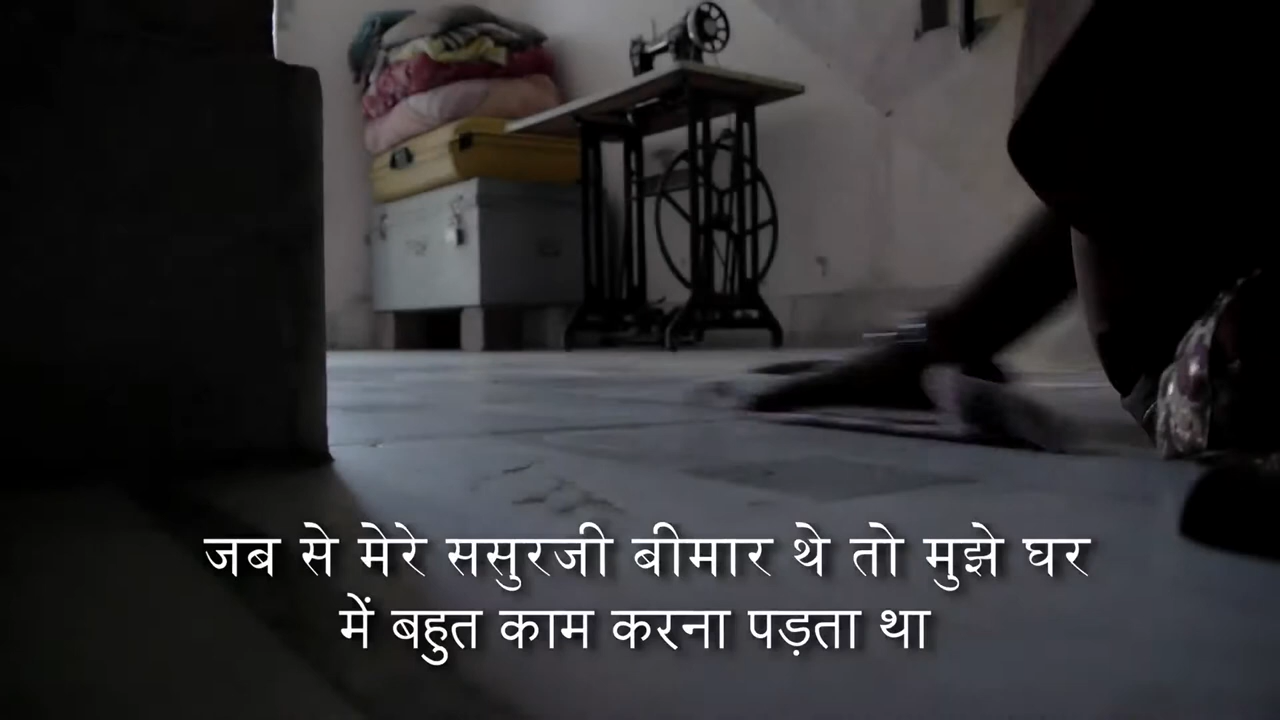 जब से मेरे ससुरजी बीमार थे तो मुझे घर
में बहुत काम करना पड़ता था